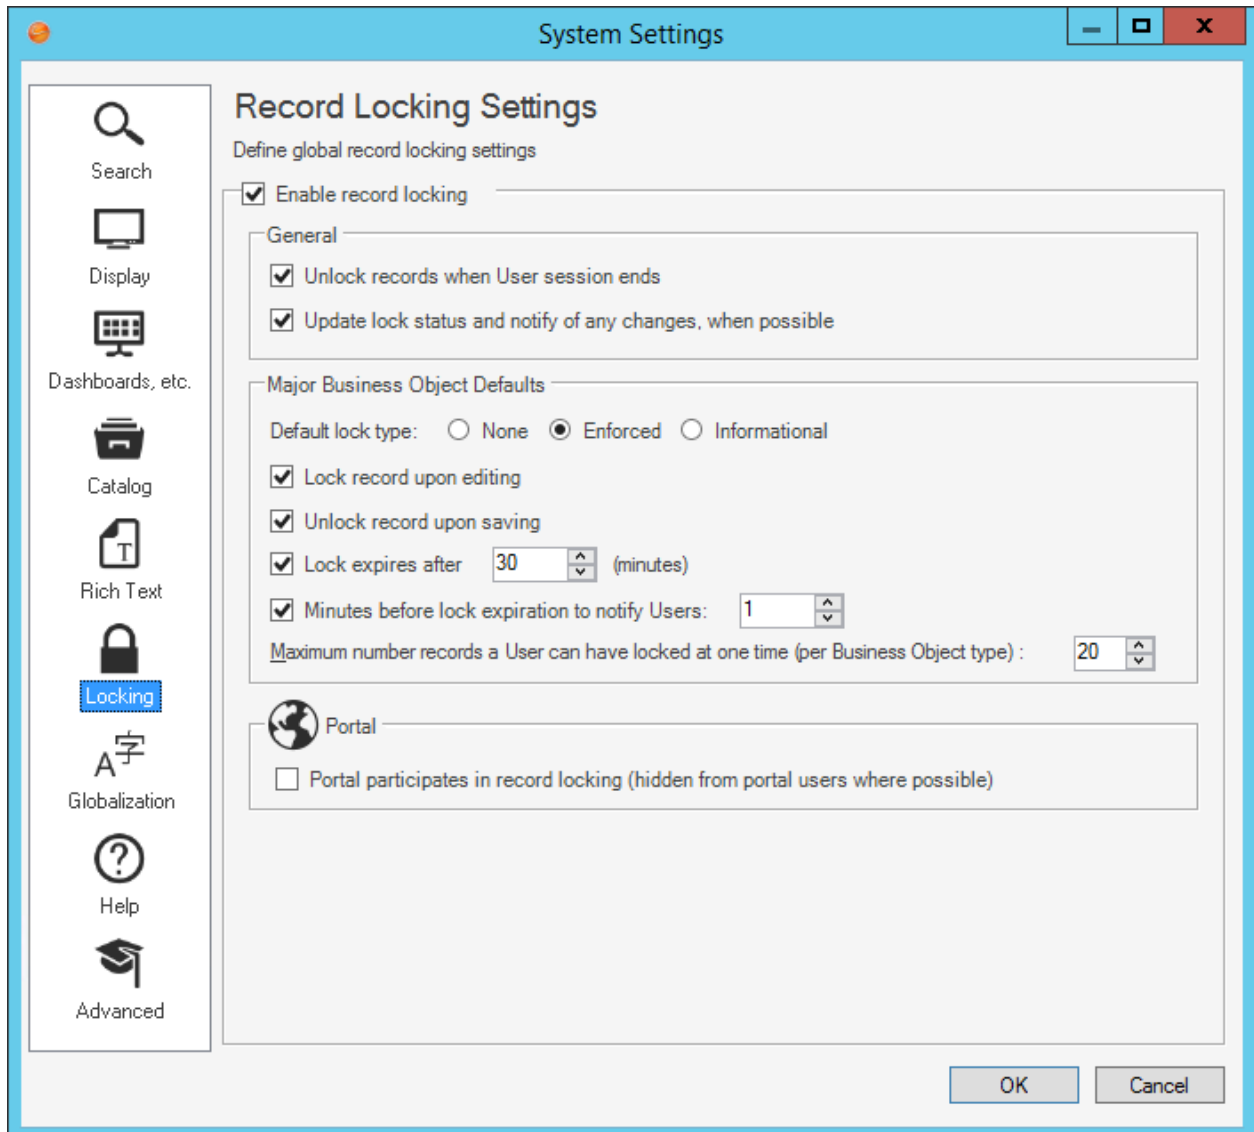 System Settings
Search
Display
Dashboards, etc.
Catalog
Rich Text
Locking
Globalization
Help
Advanced
Record Locking Settings
Define global record locking settings
Enable record locking
General
Unlock records when User session ends
Update lock status and notify of any changes, when possible
Major Business Object Defaults
Default lock type: None Enforced Informational
Lock record upon editing
Unlock record upon saving
Lock expires after 30 (minutes)
Minutes before lock expiration to notify Users: 1
Maximum number records a User can have locked at one time (per Business Object type) : 20
Portal
Portal participates in record locking (hidden from portal users where possible)
OK Cancel